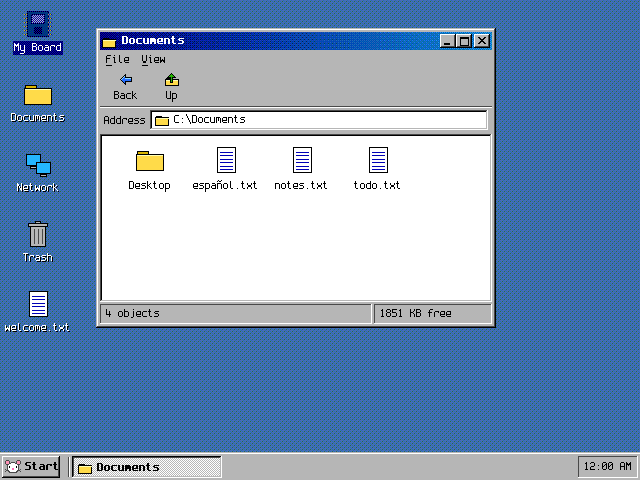 My Board
Documents
Network
Trash
welcome.txt
Documents
File View
Back Up
Address C:\Documents
Desktop español.txt notes.txt todo.txt
4 objects 1851 KB free
Start Documents 12:00 AM